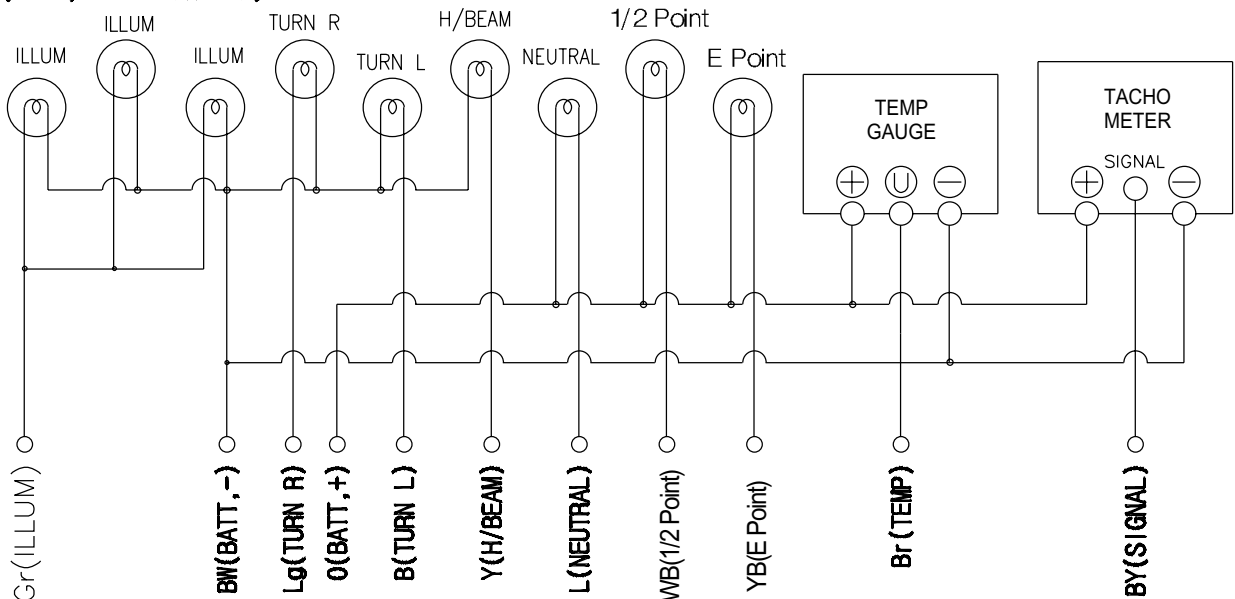 ILLUM
ILLUM
ILLUM
TURN R
TURN L
H/BEAM
NEUTRAL
1/2 Point
E Point
TEMP
GAUGE
+ U −
TACHO
METER
SIGNAL
+ −
Gr(ILLUM)
BW(BATT,-)
Lg(TURN R)
O(BATT,+)
B(TURN L)
Y(H/BEAM)
L(NEUTRAL)
WB(1/2 Point)
YB(E Point)
Br(TEMP)
BY(SIGNAL)